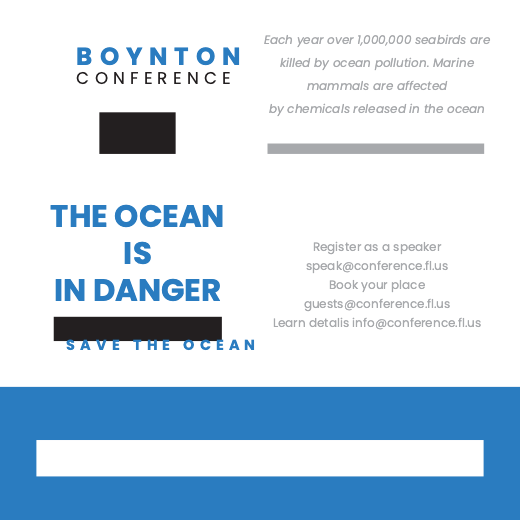 BOYNTON
CONFERENCE
Each year over 1,000,000 seabirds are
killed by ocean pollution. Marine
mammals are affected
by chemicals released in the ocean
THE OCEAN
IS
IN DANGER
SAVE THE OCEAN
Register as a speaker
speak@conference.fl.us
Book your place
guests@conference.fl.us
Learn detalis info@conference.fl.us